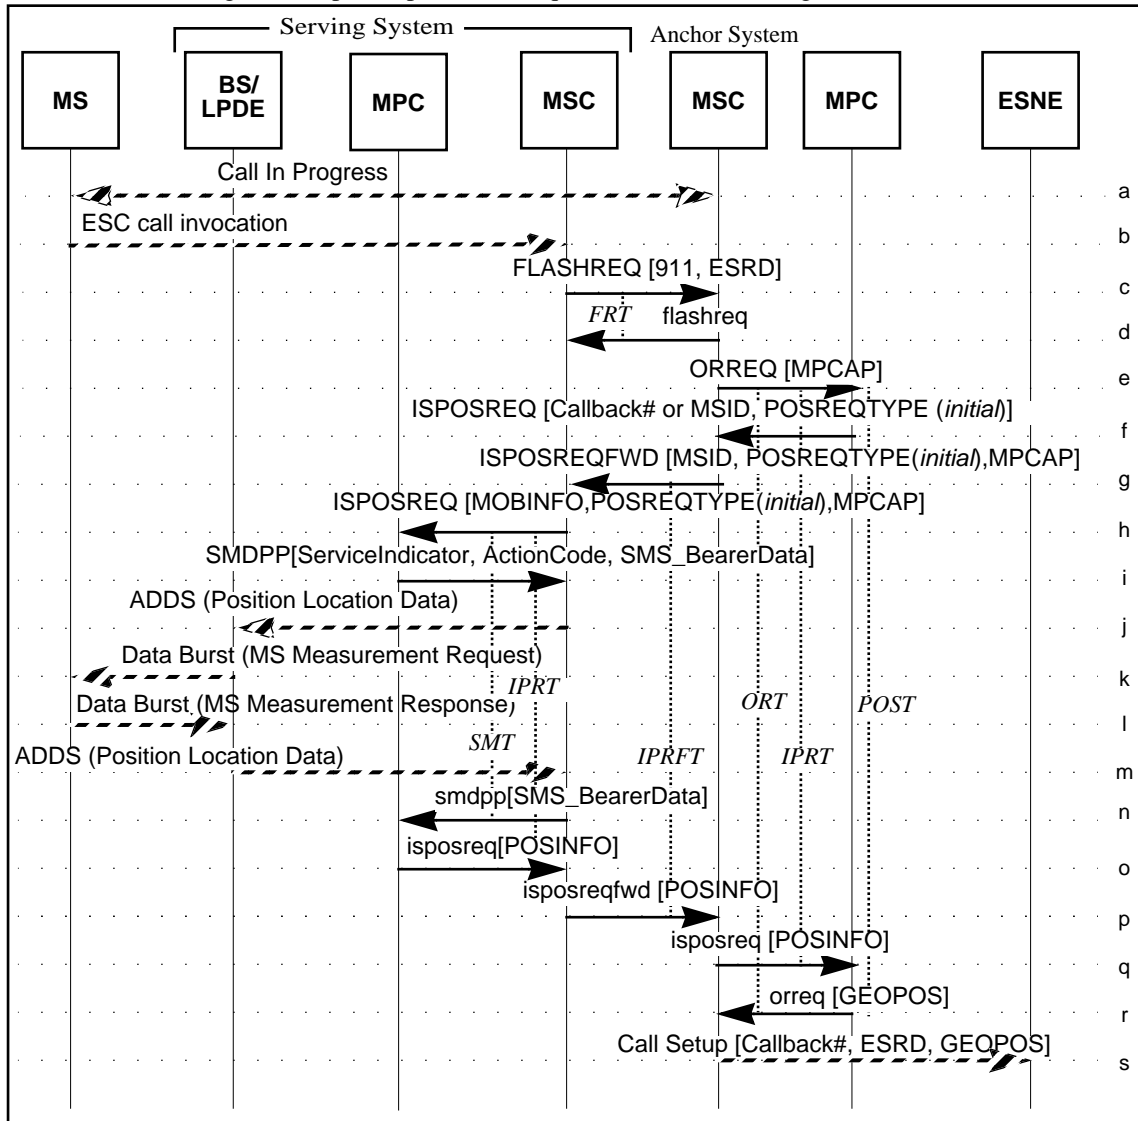 Serving System
Anchor System
MS
BS/
LPDE
MPC
MSC
MSC
MPC
ESNE
Call In Progress
a
ESC call invocation
b
FLASHREQ [911, ESRD]
c
FRT
flashreq
d
ORREQ [MPCAP]
e
ISPOSREQ [Callback# or MSID, POSREQTYPE (initial)]
f
ISPOSREQFWD [MSID, POSREQTYPE(initial),MPCAP]
g
ISPOSREQ [MOBINFO,POSREQTYPE(initial),MPCAP]
h
SMDPP[ServiceIndicator, ActionCode, SMS_BearerData]
i
ADDS (Position Location Data)
j
Data Burst (MS Measurement Request)
k
IPRT
Data Burst (MS Measurement Response)
ORT
POST
l
SMT
IPRFT
IPRT
ADDS (Position Location Data)
m
smdpp[SMS_BearerData]
n
isposreq[POSINFO]
o
isposreqfwd [POSINFO]
p
isposreq [POSINFO]
q
orreq [GEOPOS]
r
Call Setup [Callback#, ESRD, GEOPOS]
s